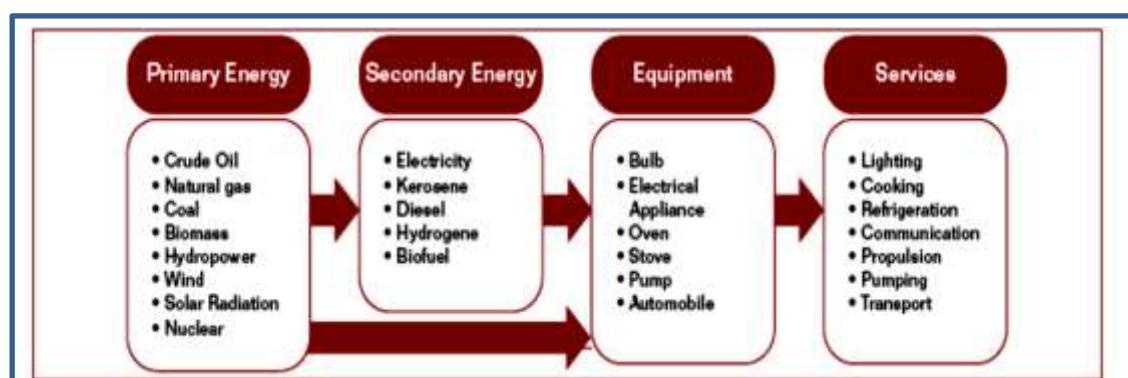 Primary Energy
• Crude Oil
• Natural gas
• Coal
• Biomass
• Hydropower
• Wind
• Solar Radiation
• Nuclear
Secondary Energy
• Electricity
• Kerosene
• Diesel
• Hydrogene
• Biofuel
Equipment
• Bulb
• Electrical
Appliance
• Oven
• Stove
• Pump
• Automobile
Services
• Lighting
• Cooking
• Refrigeration
• Communication
• Propulsion
• Pumping
• Transport